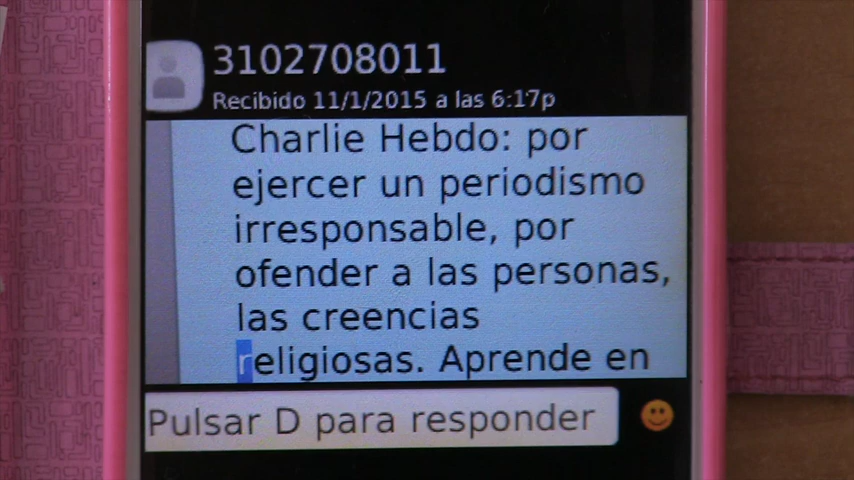 3102708011
Recibido 11/1/2015 a las 6:17p
Charlie Hebdo: por
ejercer un periodismo
irresponsable, por
ofender a las personas,
las creencias
religiosas. Aprende en
Pulsar D para responder